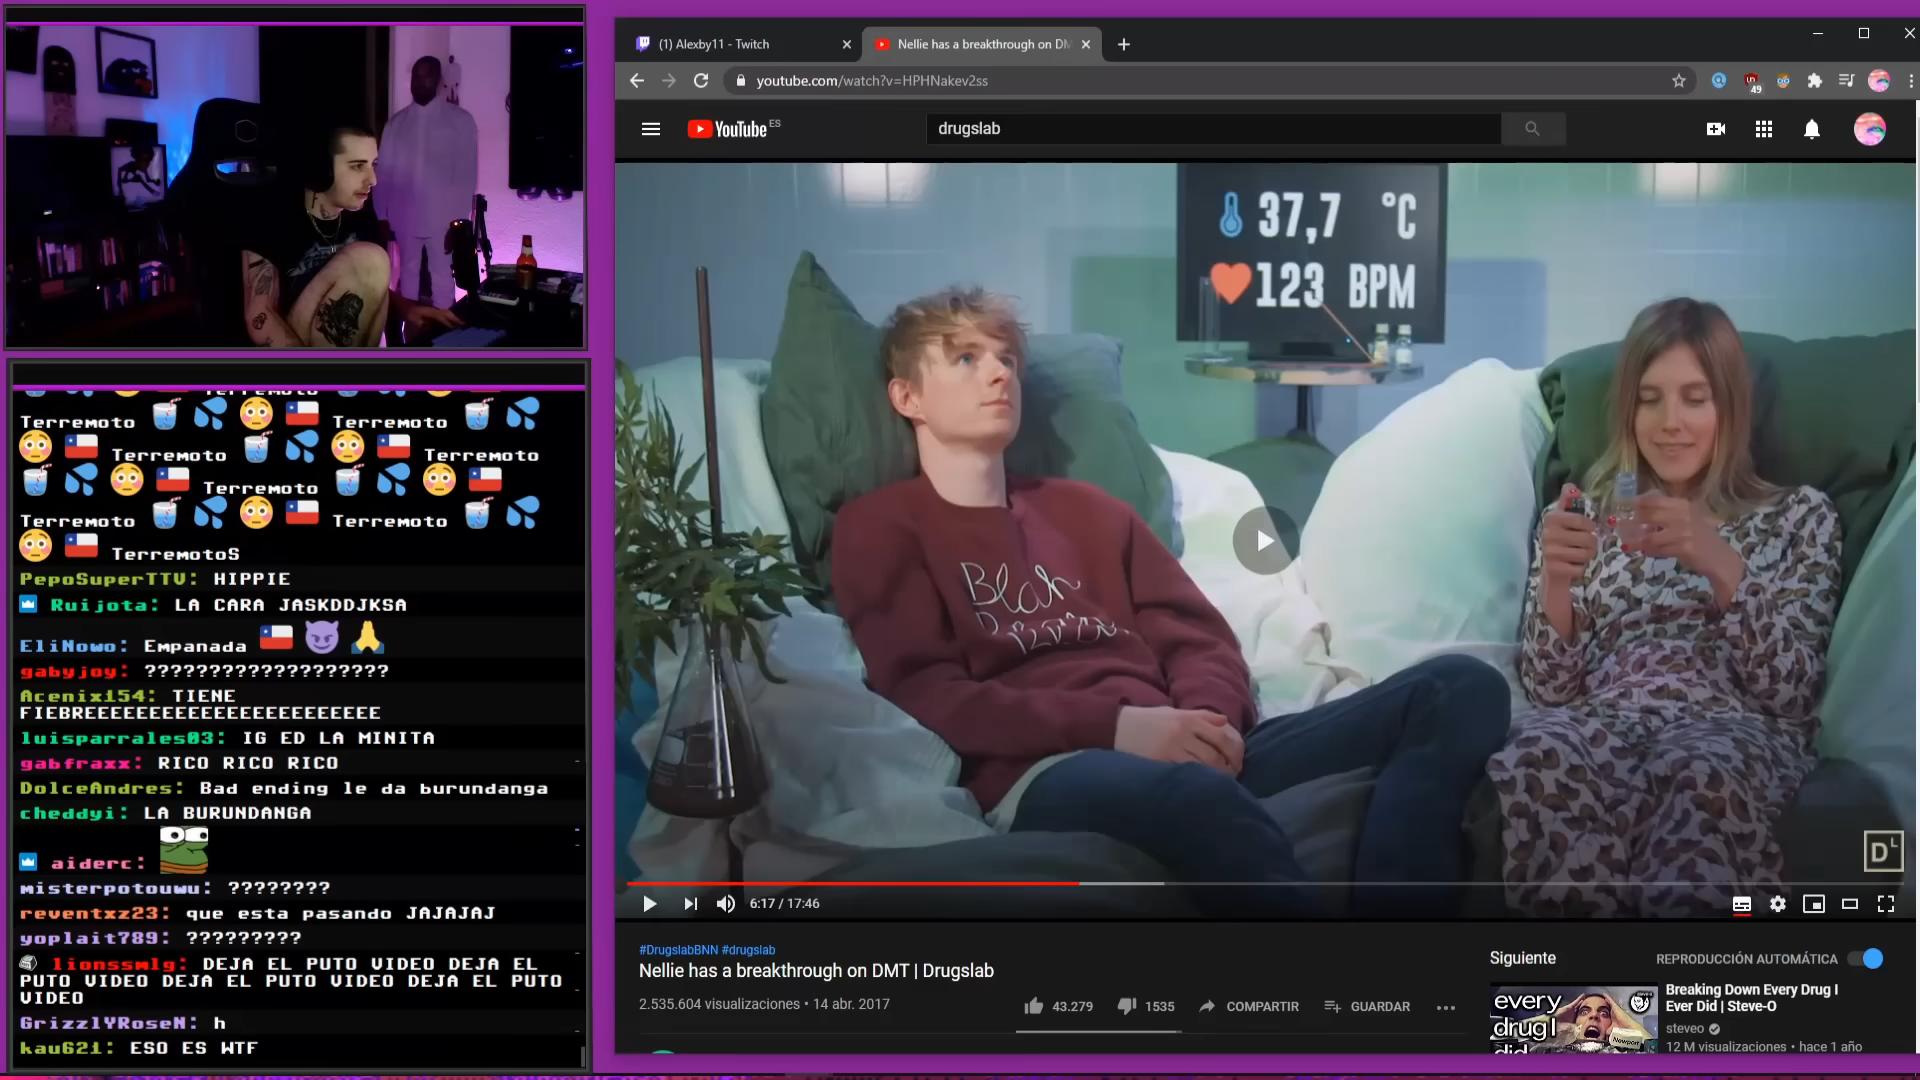 (1) Alexby11 - Twitch
Nellie has a breakthrough on DM
youtube.com/watch?v=HPHNakev2ss
49
YouTube ES
drugslab
37,7 °C
123 BPM
Blah
D^L
6:17 / 17:46
#DrugslabBNN #drugslab
Nellie has a breakthrough on DMT | Drugslab
2.535.604 visualizaciones • 14 abr. 2017
43.279
1535
COMPARTIR
GUARDAR
Siguiente
REPRODUCCIÓN AUTOMÁTICA
every
drug I
did
Newport
Breaking Down Every Drug I
Ever Did | Steve-O
steveo
12 M visualizaciones • hace 1 año
Terremoto
Terremoto Terremoto
Terremoto Terremoto
Terremoto
Terremoto Terremoto
TerremotoS
PepoSuperTTV: HIPPIE
Ruijota: LA CARA JASKDDJKSA
EliNowo: Empanada
gabyjoy: ???????????????????
Acenix154: TIENE
FIEBREEEEEEEEEEEEEEEEEEEEEEE
luisparrales03: IG ED LA MINITA
gabfraxx: RICO RICO RICO
DolceAndres: Bad ending le da burundanga
cheddyi: LA BURUNDANGA
aiderc:
misterpotouwu: ????????
reventxz23: que esta pasando JAJAJAJ
yoplait789: ?????????
lionssmlg: DEJA EL PUTO VIDEO DEJA EL
PUTO VIDEO DEJA EL PUTO VIDEO DEJA EL PUTO
VIDEO
GrizzlYRoseN: h
kau621: ESO ES WTF